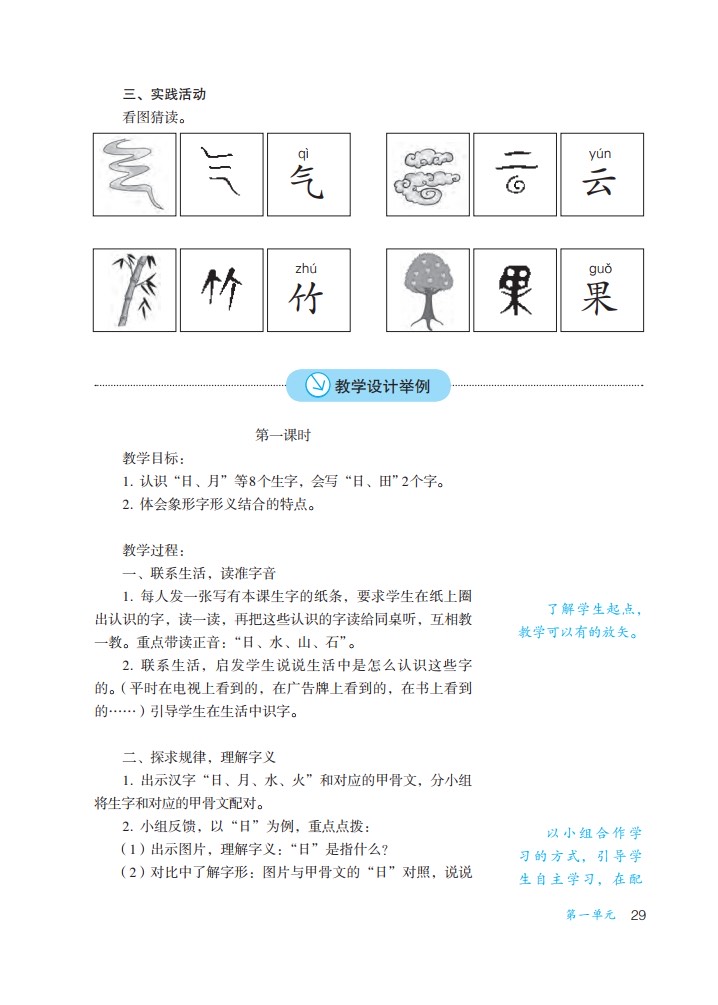 三、实践活动
看图猜读。
qì
气
yún
云
zhú
竹
guǒ
果
教学设计举例
第一课时
教学目标：
1. 认识“日、月”等8个生字，会写“日、田”2个字。
2. 体会象形字形义结合的特点。
教学过程：
一、联系生活，读准字音
1. 每人发一张写有本课生字的纸条，要求学生在纸上圈
出认识的字，读一读，再把这些认识的字读给同桌听，互相教
一教。重点带读正音：“日、水、山、石”。
了解学生起点，
教学可以有的放矢。
2. 联系生活，启发学生说说生活中是怎么认识这些字
的。（平时在电视上看到的，在广告牌上看到的，在书上看到
的……）引导学生在生活中识字。
二、探求规律，理解字义
1. 出示汉字“日、月、水、火”和对应的甲骨文，分小组
将生字和对应的甲骨文配对。
2. 小组反馈，以“日”为例，重点点拨：
（1）出示图片，理解字义：“日”是指什么？
（2）对比中了解字形：图片与甲骨文的“日”对照，说说
以小组合作学
习的方式，引导学
生自主学习，在配
第一单元 29